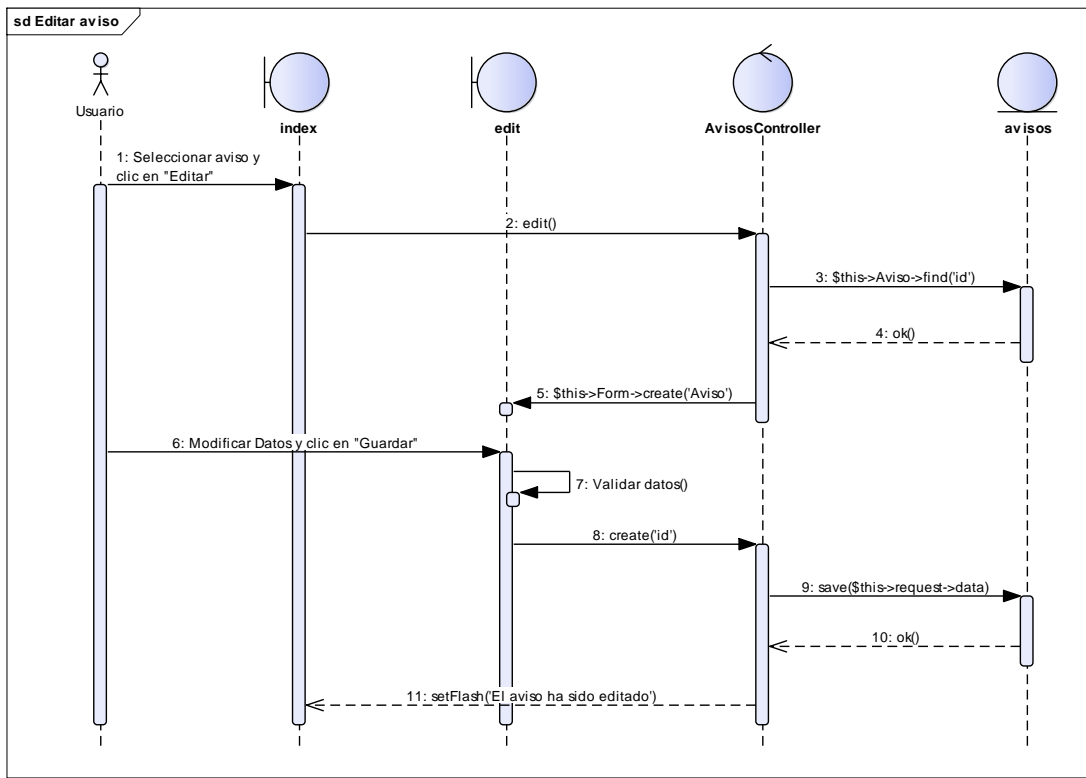 sd Editar aviso
Usuario
index
edit
AvisosController
avisos
1: Seleccionar aviso y
clic en "Editar"
2: edit()
3: $this->Aviso->find('id')
4: ok()
5: $this->Form->create('Aviso')
6: Modificar Datos y clic en "Guardar"
7: Validar datos()
8: create('id')
9: save($this->request->data)
10: ok()
11: setFlash('El aviso ha sido editado')